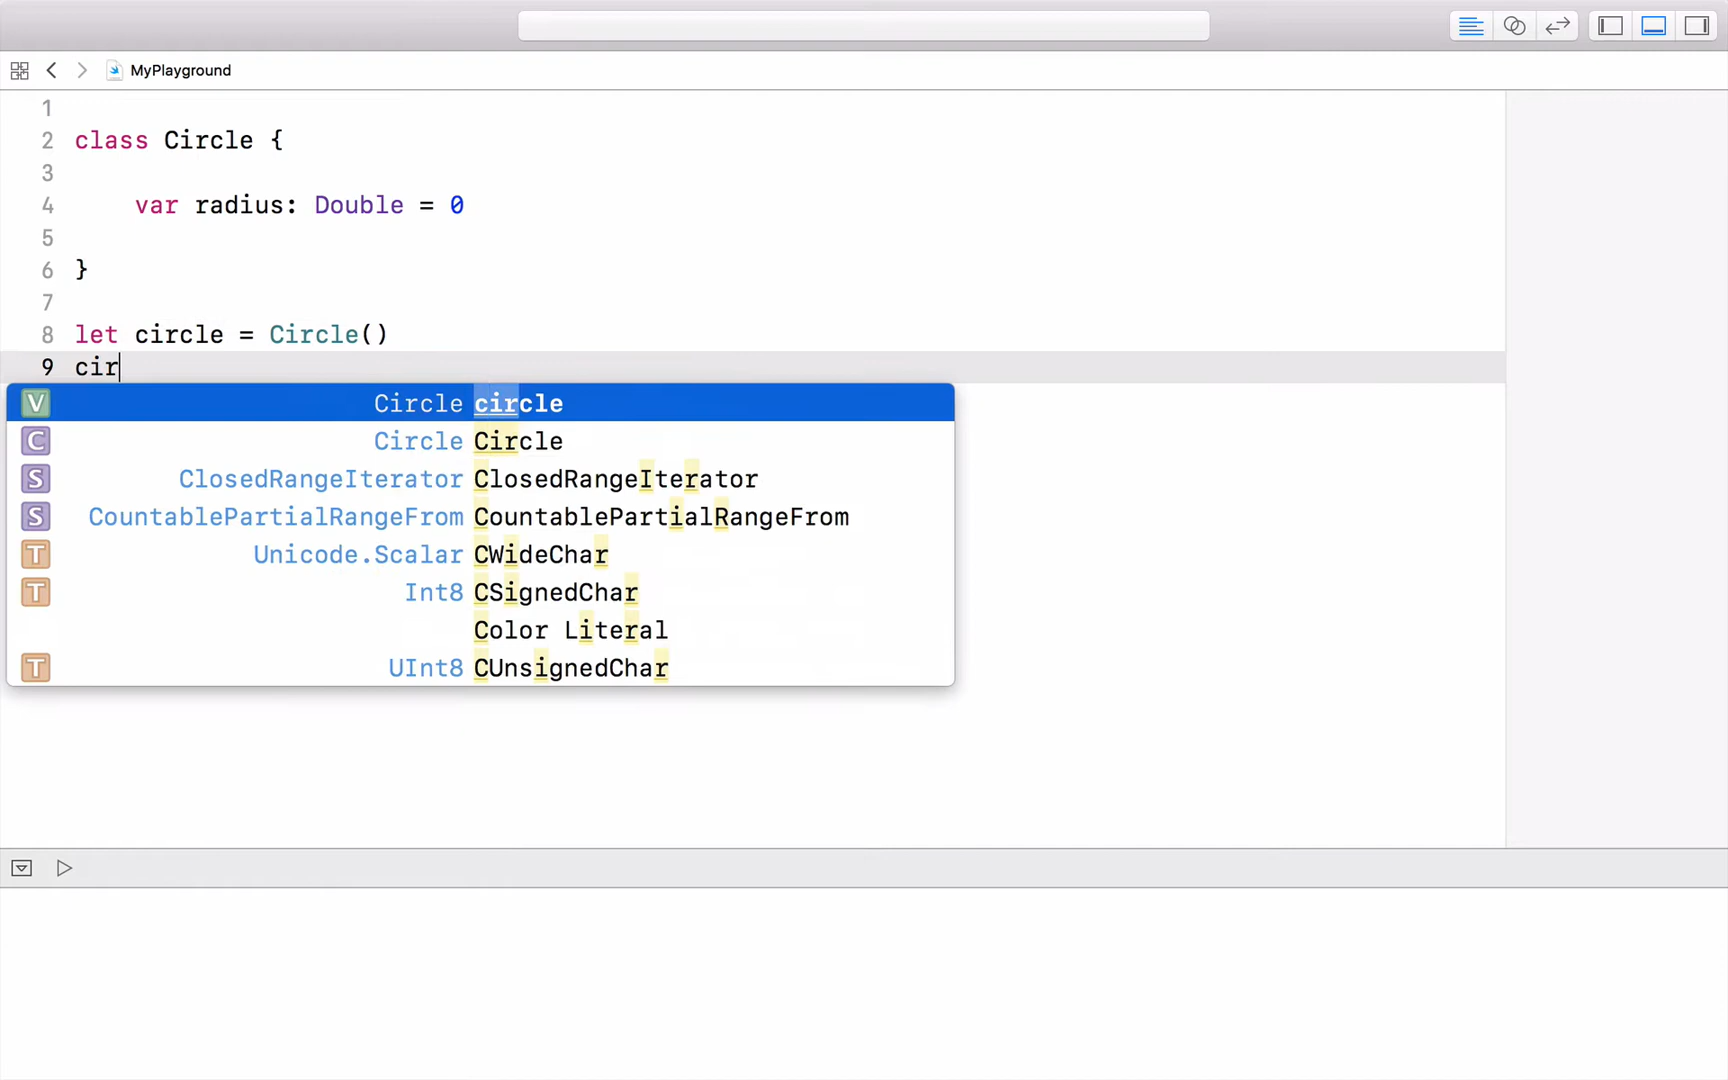 MyPlayground
1
2 class Circle {
3
4 var radius: Double = 0
5
6 }
7
8 let circle = Circle()
9 cir
V Circle circle
C Circle Circle
S ClosedRangeIterator ClosedRangeIterator
S CountablePartialRangeFrom CountablePartialRangeFrom
T Unicode.Scalar CWideChar
T Int8 CSignedChar
Color Literal
T UInt8 CUnsignedChar